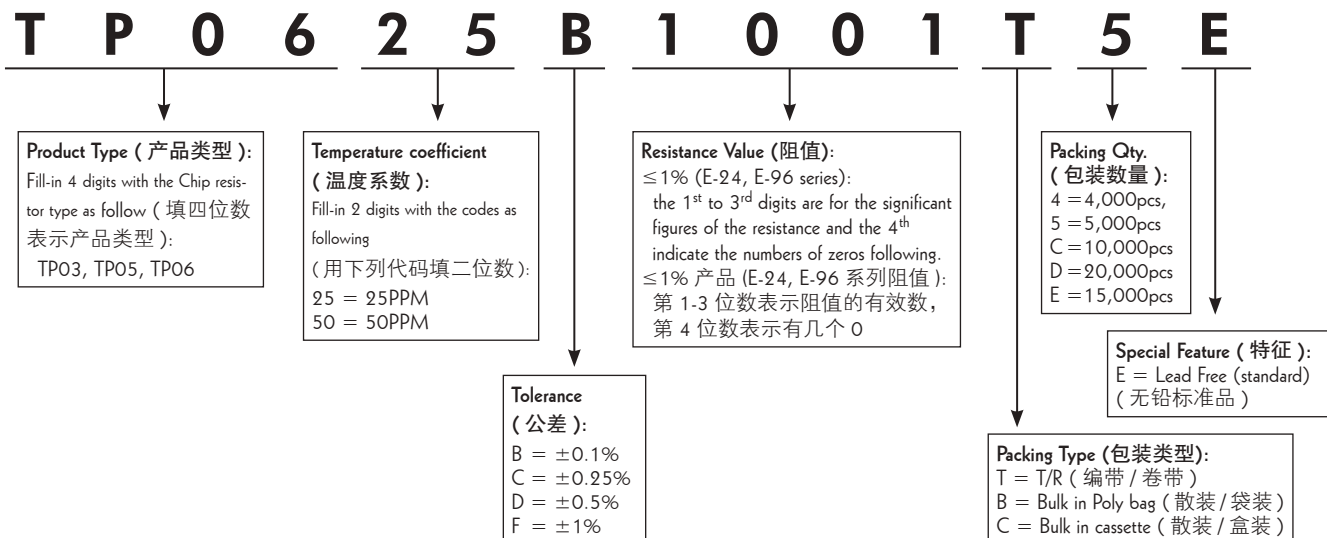 T P 0 6 2 5 B 1 0 0 1 T 5 E
Product Type ( 产品类型 ):
Fill-in 4 digits with the Chip resis-
tor type as follow ( 填四位数
表示产品类型 ):
TP03, TP05, TP06
Temperature coefficient
( 温度系数 ):
Fill-in 2 digits with the codes as
following
(用下列代码填二位数):
25 = 25PPM
50 = 50PPM
Tolerance
( 公差 ):
B = ±0.1%
C = ±0.25%
D = ±0.5%
F = ±1%
Resistance Value (阻值):
≤1% (E-24, E-96 series):
the 1st to 3rd digits are for the significant
figures of the resistance and the 4th
indicate the numbers of zeros following.
≤1% 产品 (E-24, E-96 系列阻值 ):
第 1-3 位数表示阻值的有效数，
第 4 位数表示有几个 0
Packing Type (包装类型):
T = T/R ( 编带 / 卷带 )
B = Bulk in Poly bag ( 散装 / 袋装 )
C = Bulk in cassette ( 散装 / 盒装 )
Packing Qty.
( 包装数量 ):
4 =4,000pcs,
5 =5,000pcs
C =10,000pcs
D =20,000pcs
E =15,000pcs
Special Feature ( 特征 ):
E = Lead Free (standard)
( 无铅标准品 )